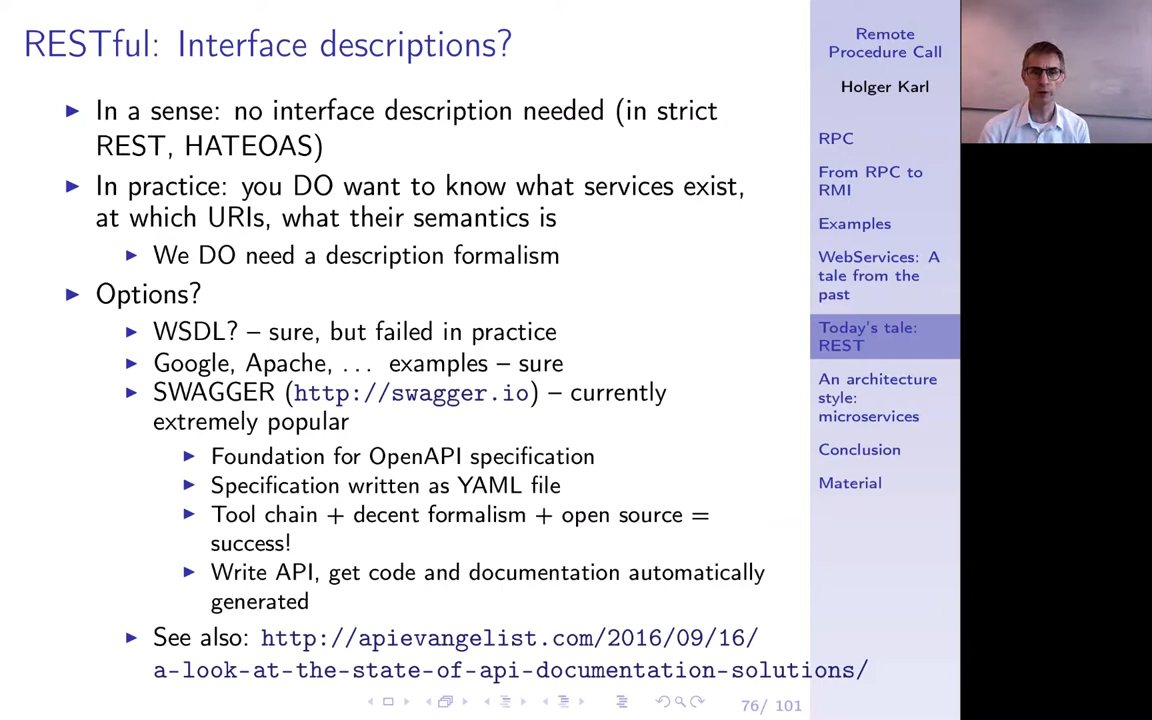 RESTful: Interface descriptions?
In a sense: no interface description needed (in strict
REST, HATEOAS)
In practice: you DO want to know what services exist,
at which URIs, what their semantics is
We DO need a description formalism
Options?
WSDL? – sure, but failed in practice
Google, Apache, ... examples – sure
SWAGGER (http://swagger.io) – currently
extremely popular
Foundation for OpenAPI specification
Specification written as YAML file
Tool chain + decent formalism + open source =
success!
Write API, get code and documentation automatically
generated
See also: http://apievangelist.com/2016/09/16/
a-look-at-the-state-of-api-documentation-solutions/
76/ 101
Remote
Procedure Call
Holger Karl
RPC
From RPC to
RMI
Examples
WebServices: A
tale from the
past
Today's tale:
REST
An architecture
style:
microservices
Conclusion
Material